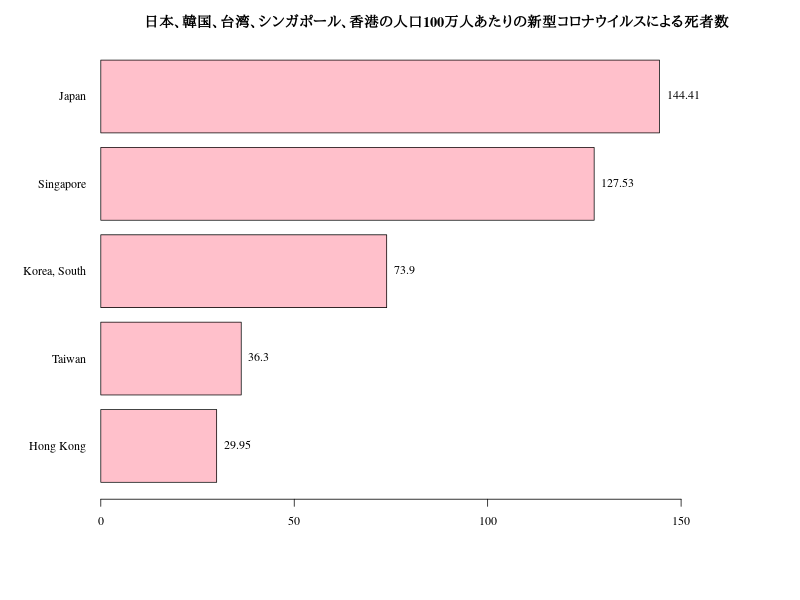 日本、韓国、台湾、シンガポール、香港の人口100万人あたりの新型コロナウイルスによる死者数
Japan
144.41
Singapore
127.53
Korea, South
73.9
Taiwan
36.3
Hong Kong
29.95
0 50 100 150